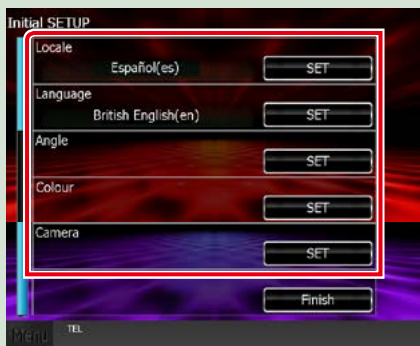 Initial SETUP
Locale
Español(es) SET
Language
British English(en) SET
Angle
SET
Colour
SET
Camera
SET
Finish
Menu TEL